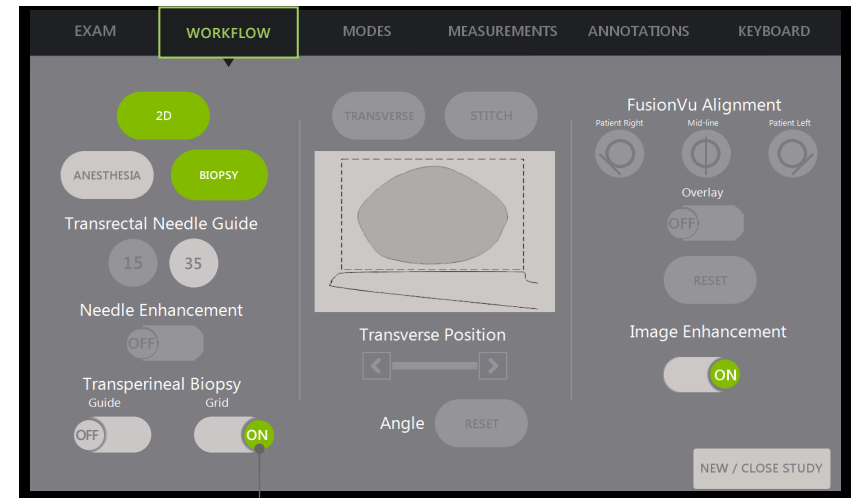 EXAM WORKFLOW MODES MEASUREMENTS ANNOTATIONS KEYBOARD
2D
ANESTHESIA BIOPSY
Transrectal Needle Guide
15 35
Needle Enhancement
OFF
Transperineal Biopsy
Guide Grid
OFF ON
TRANSVERSE STITCH
Transverse Position
Angle RESET
FusionVu Alignment
Patient Right Mid-line Patient Left
Overlay
OFF
RESET
Image Enhancement
ON
NEW / CLOSE STUDY